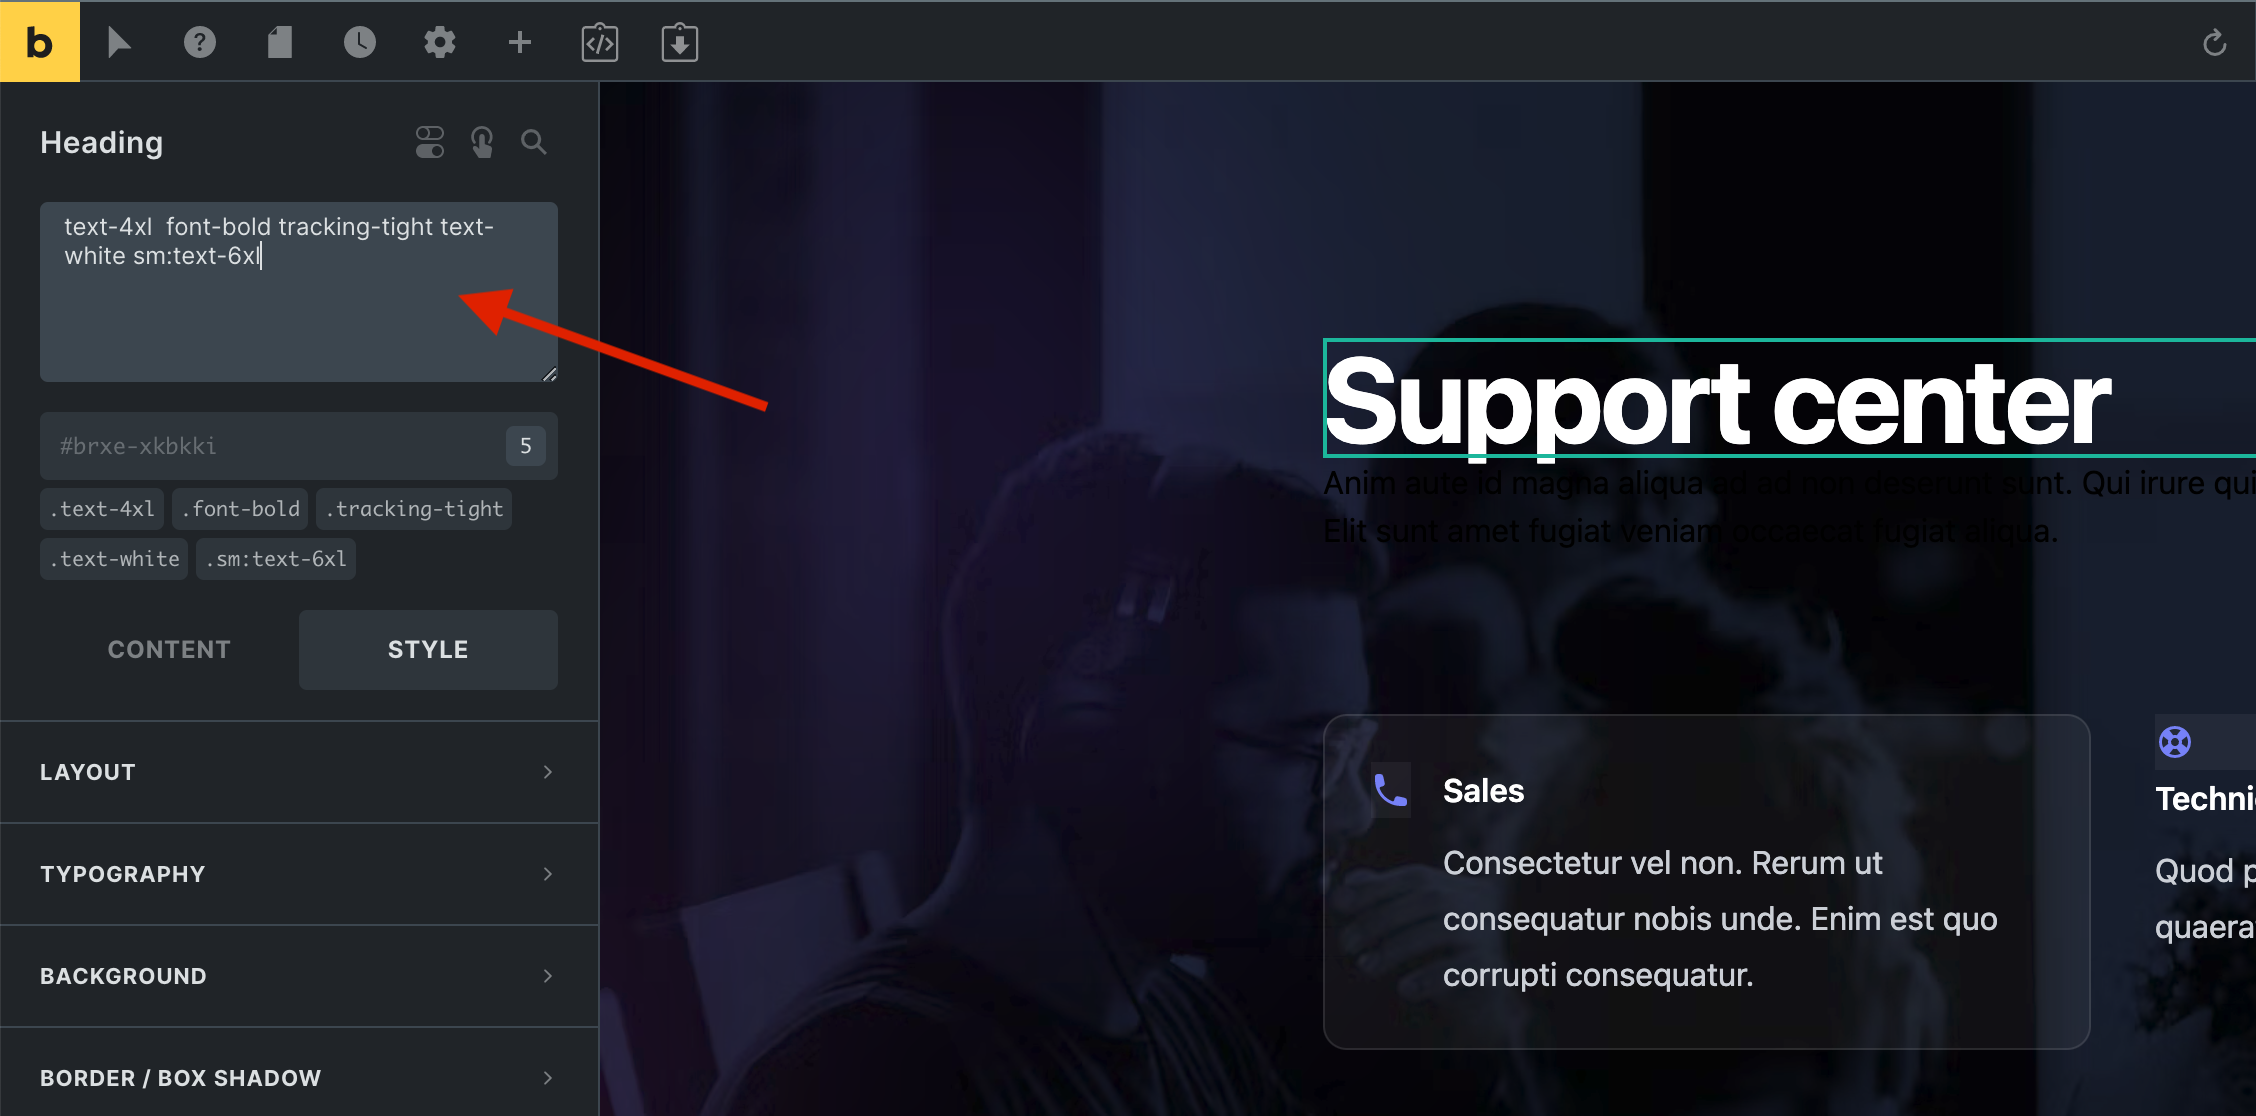 b
Heading
text-4xl  font-bold tracking-tight text-
white sm:text-6xl
#brxe-xkbkki
5
.text-4xl .font-bold .tracking-tight
.text-white .sm:text-6xl
CONTENT STYLE
LAYOUT
TYPOGRAPHY
BACKGROUND
BORDER / BOX SHADOW
Support center
Anim aute id magna aliqua ad ad non deserunt sunt. Qui irure qui
Elit sunt amet fugiat veniam occaecat fugiat aliqua.
Sales
Consectetur vel non. Rerum ut
consequatur nobis unde. Enim est quo
corrupti consequatur.
Techni
Quod p
quaera